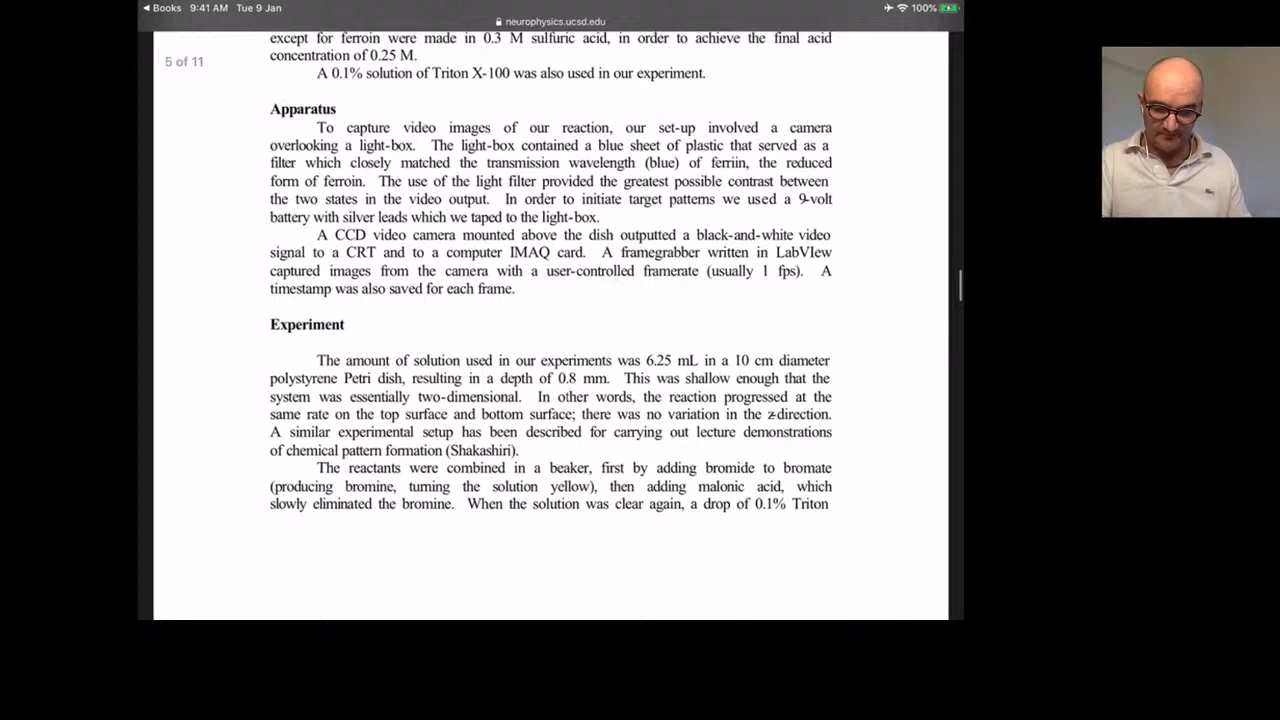 Books 9:41 AM Tue 9 Jan
100%
neurophysics.ucsd.edu
5 of 11
except for ferroin were made in 0.3 M sulfuric acid, in order to achieve the final acid
concentration of 0.25 M.
A 0.1% solution of Triton X-100 was also used in our experiment.
Apparatus
To capture video images of our reaction, our set-up involved a camera
overlooking a light-box. The light-box contained a blue sheet of plastic that served as a
filter which closely matched the transmission wavelength (blue) of ferriin, the reduced
form of ferroin. The use of the light filter provided the greatest possible contrast between
the two states in the video output. In order to initiate target patterns we used a 9-volt
battery with silver leads which we taped to the light-box.
A CCD video camera mounted above the dish outputted a black-and-white video
signal to a CRT and to a computer IMAQ card. A framegrabber written in LabVIew
captured images from the camera with a user-controlled framerate (usually 1 fps). A
timestamp was also saved for each frame.
Experiment
The amount of solution used in our experiments was 6.25 mL in a 10 cm diameter
polystyrene Petri dish, resulting in a depth of 0.8 mm. This was shallow enough that the
system was essentially two-dimensional. In other words, the reaction progressed at the
same rate on the top surface and bottom surface; there was no variation in the z-direction.
A similar experimental setup has been described for carrying out lecture demonstrations
of chemical pattern formation (Shakashiri).
The reactants were combined in a beaker, first by adding bromide to bromate
(producing bromine, turning the solution yellow), then adding malonic acid, which
slowly eliminated the bromine. When the solution was clear again, a drop of 0.1% Triton